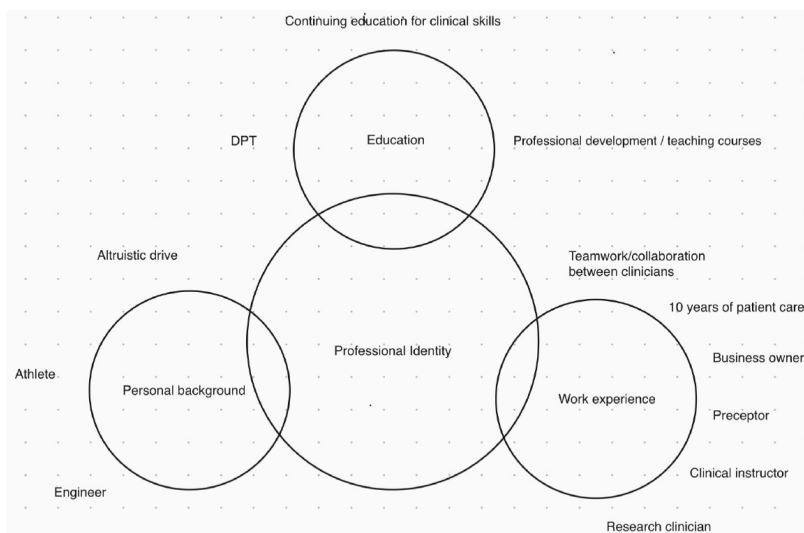 Continuing education for clinical skills
DPT
Education
Professional development / teaching courses
Altruistic drive
Teamwork/collaboration
between clinicians
10 years of patient care
Professional Identity
Business owner
Athlete
Personal background
Work experience
Preceptor
Clinical instructor
Engineer
Research clinician